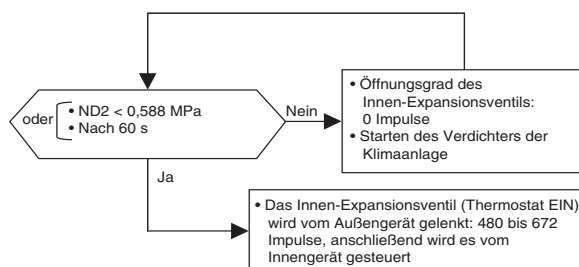 oder
• ND2 < 0,588 MPa
• Nach 60 s
Nein
• Öffnungsgrad des
Innen-Expansionsventils:
0 Impulse
• Starten des Verdichters der
Klimaanlage
Ja
• Das Innen-Expansionsventil (Thermostat EIN)
wird vom Außengerät gelenkt: 480 bis 672
Impulse, anschließend wird es vom
Innengerät gesteuert